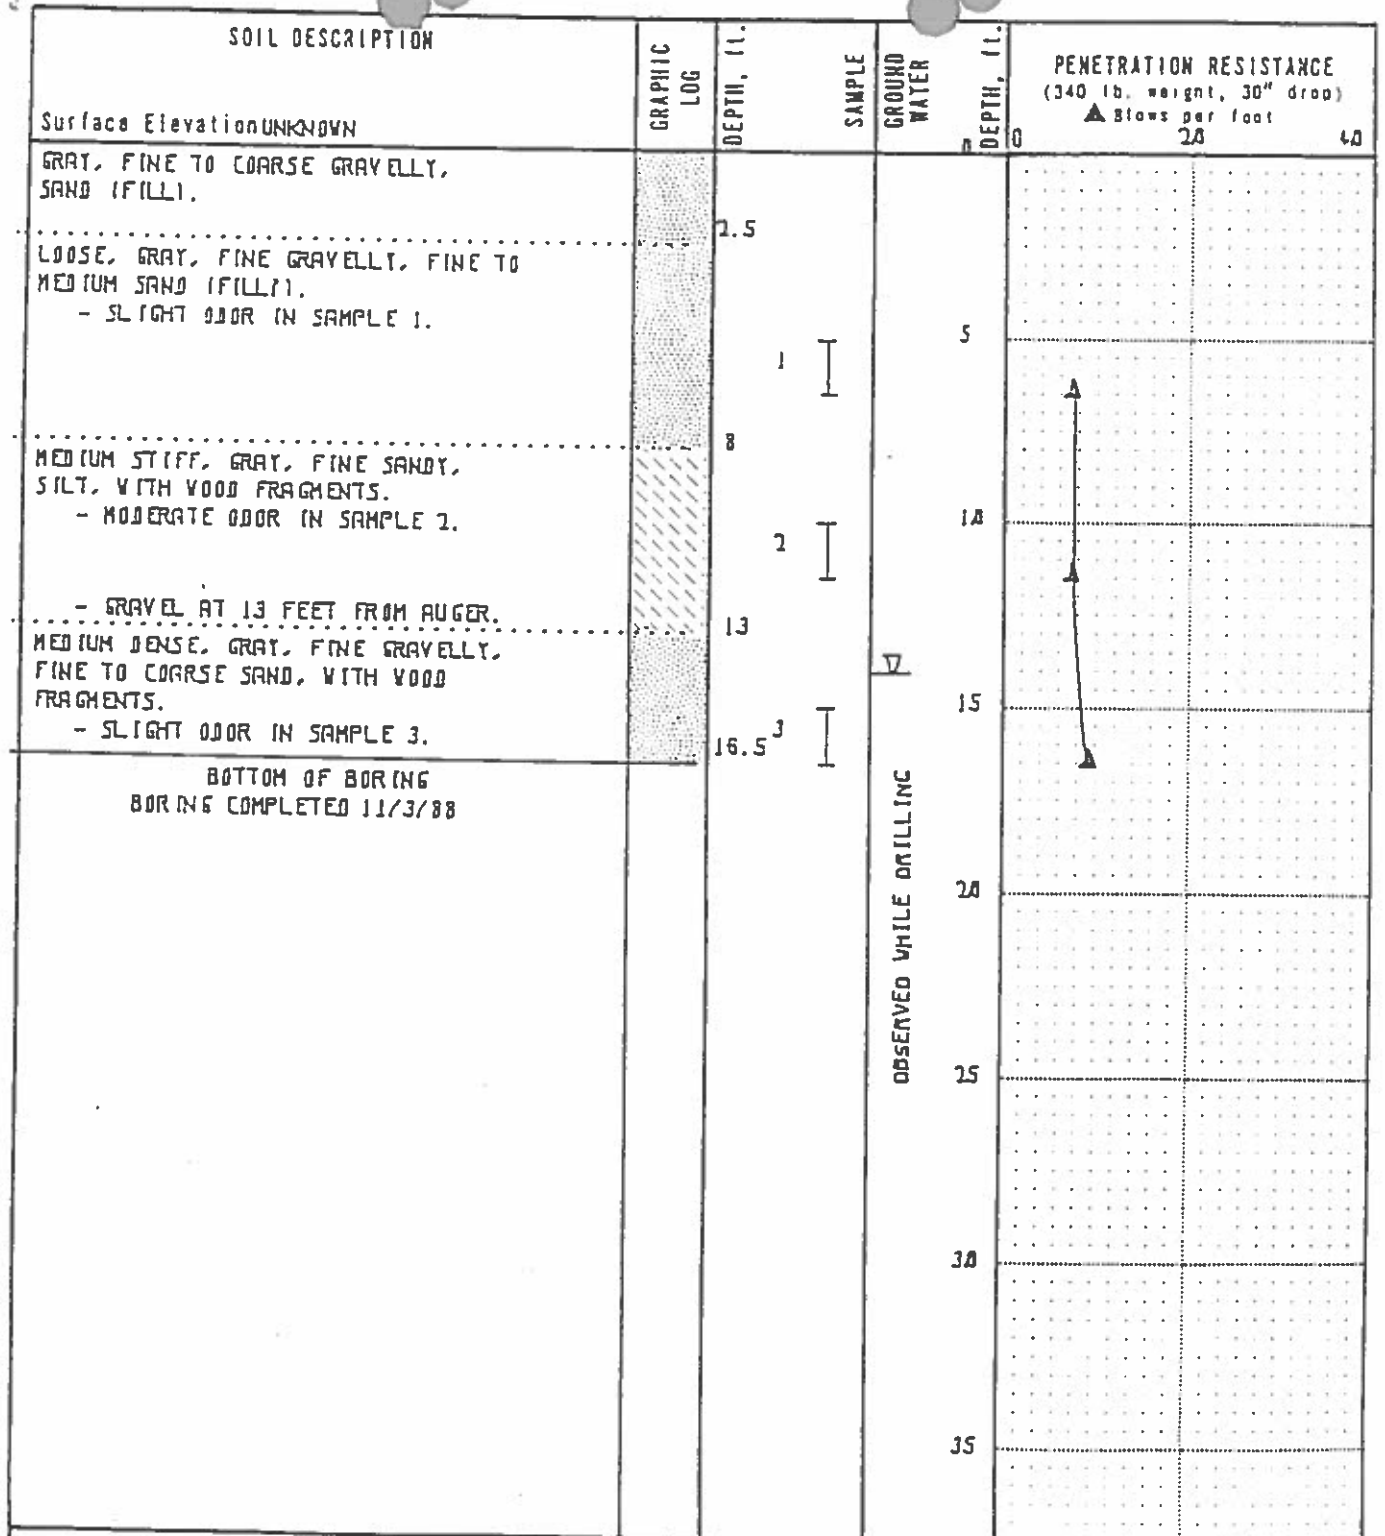 SOIL DESCRIPTION
Surface Elevation UNKNOWN
GRAPHIC
LOG
DEPTH, ft.
SAMPLE
GROUND
WATER
DEPTH, ft.
PENETRATION RESISTANCE
(340 lb. weight, 30" drop)
▲ Blows per foot
0 0 20 40
GRAY, FINE TO COARSE GRAVELLY,
SAND (FILL).
2.5
LOOSE, GRAY, FINE GRAVELLY, FINE TO
MEDIUM SAND (FILL?).
- SLIGHT ODOR IN SAMPLE 1.
1
5
8
MEDIUM STIFF, GRAY, FINE SANDY,
SILT, WITH WOOD FRAGMENTS.
- MODERATE ODOR IN SAMPLE 2.
2
10
- GRAVEL AT 13 FEET FROM AUGER.
13
MEDIUM DENSE, GRAY, FINE GRAVELLY,
FINE TO COARSE SAND, WITH WOOD
FRAGMENTS.
- SLIGHT ODOR IN SAMPLE 3.
16.5 3
15
BOTTOM OF BORING
BORING COMPLETED 11/3/88
OBSERVED WHILE DRILLING
20
25
30
35